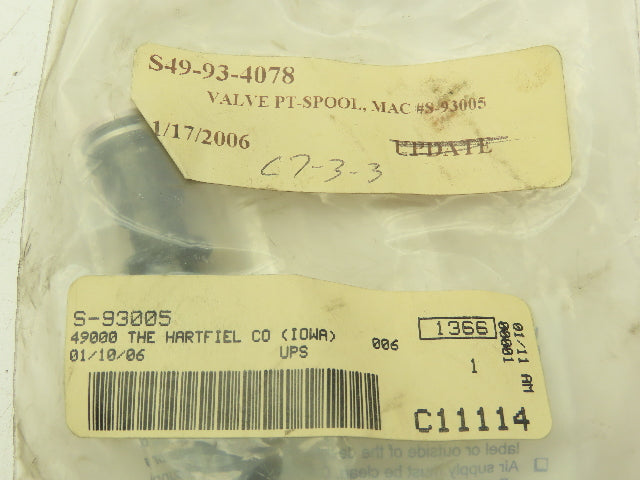 S49-93-4078
VALVE PT-SPOOL, MAC #S-93005
1/17/2006
UPDATE
C7-3-3
S-93005
49000 THE HARTFIEL CO (IOWA)
006
1366
01/11 AM
00001
01/10/06
UPS
1
C11114
label or outside of the de
Air supply must be clean